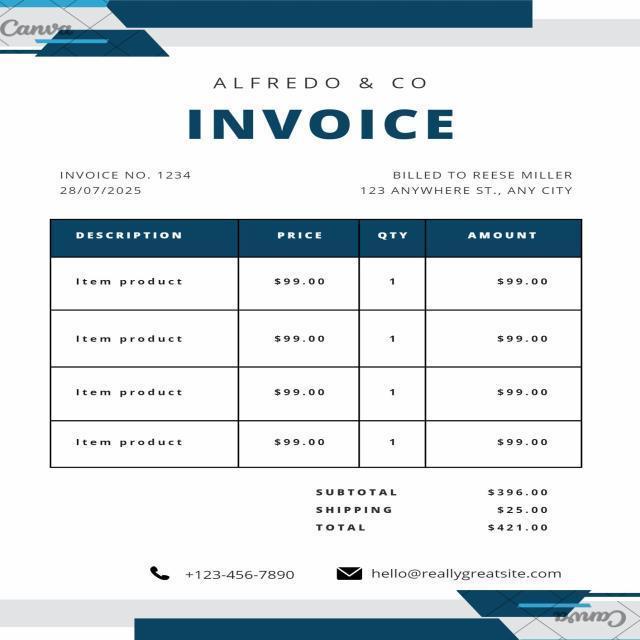 Canva
ALFREDO & CO
INVOICE
INVOICE NO. 1234
28/07/2025
BILLED TO REESE MILLER
123 ANYWHERE ST., ANY CITY
DESCRIPTION PRICE QTY AMOUNT
Item product $99.00 1 $99.00
Item product $99.00 1 $99.00
Item product $99.00 1 $99.00
Item product $99.00 1 $99.00
SUBTOTAL $396.00
SHIPPING $25.00
TOTAL $421.00
+123-456-7890 hello@reallygreatsite.com
Canva